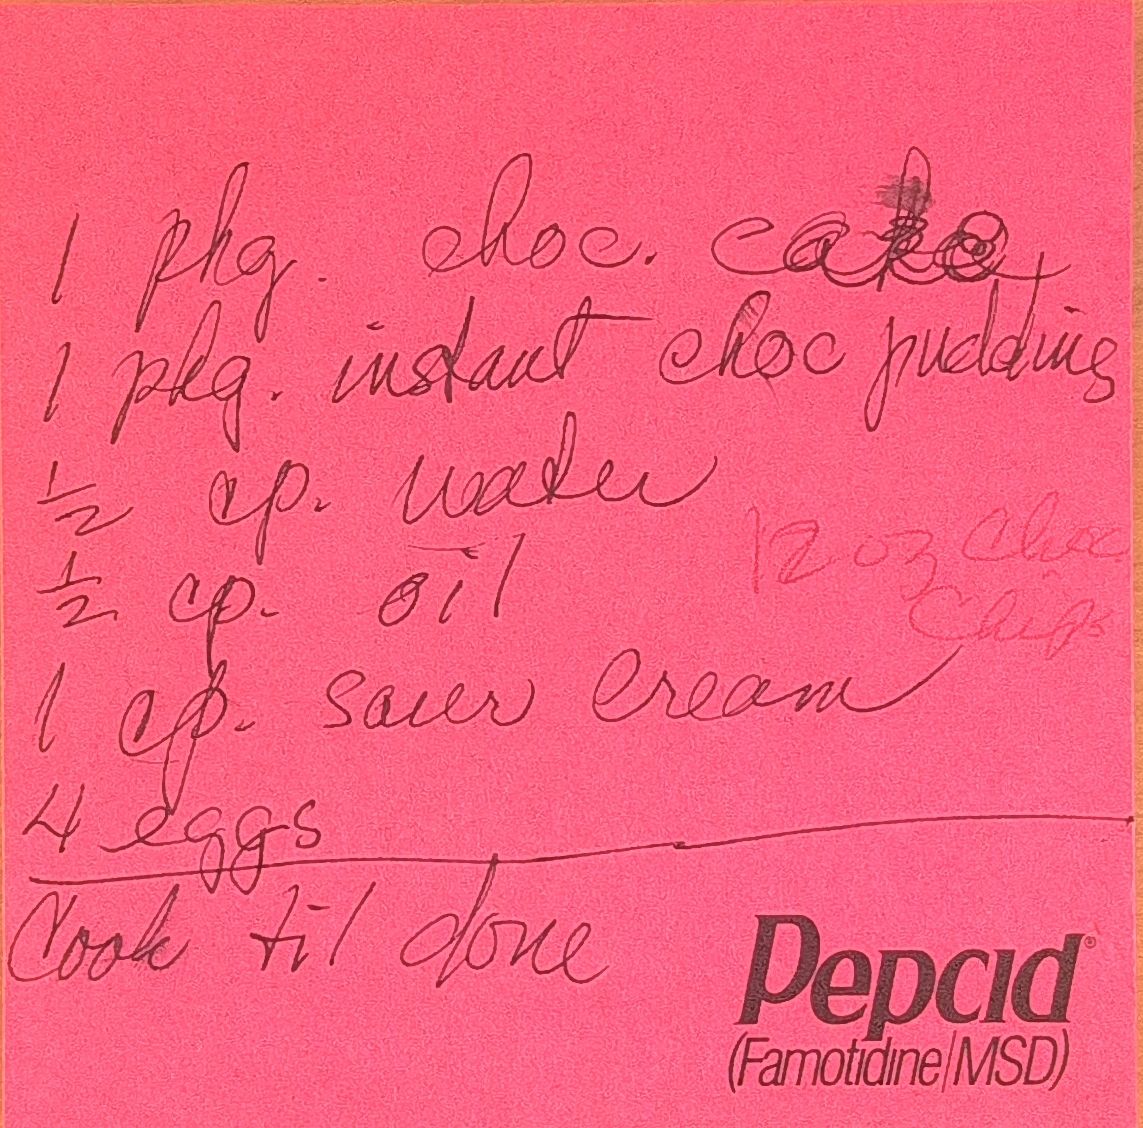 1 pkg. choc. cake
1 pkg. instant choc pudding
1/2 cp. water
1/2 cp. oil
12 oz choc
chips
1 cp. sour cream
4 eggs
Cook til done
Pepcid®
(Famotidine/MSD)